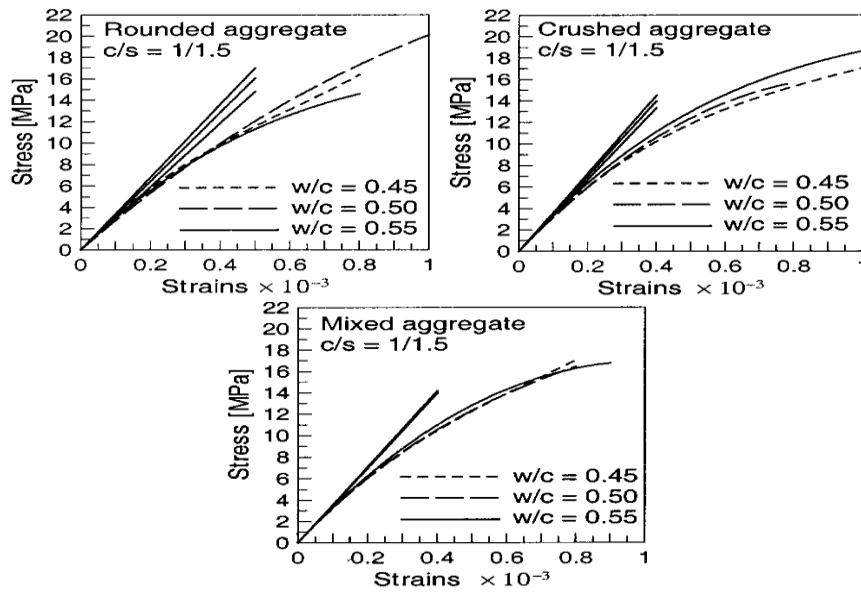 Rounded aggregate
c/s = 1/1.5
Stress [MPa]
22
20
18
16
14
12
10
8
6
4
2
0
w/c = 0.45
w/c = 0.50
w/c = 0.55
0 0.2 0.4 0.6 0.8 1
Strains × 10⁻³
Crushed aggregate
c/s = 1/1.5
Stress [MPa]
22
20
18
16
14
12
10
8
6
4
2
0
w/c = 0.45
w/c = 0.50
w/c = 0.55
0 0.2 0.4 0.6 0.8 1
Strains × 10⁻³
Mixed aggregate
c/s = 1/1.5
Stress [MPa]
22
20
18
16
14
12
10
8
6
4
2
0
w/c = 0.45
w/c = 0.50
w/c = 0.55
0 0.2 0.4 0.6 0.8 1
Strains × 10⁻³